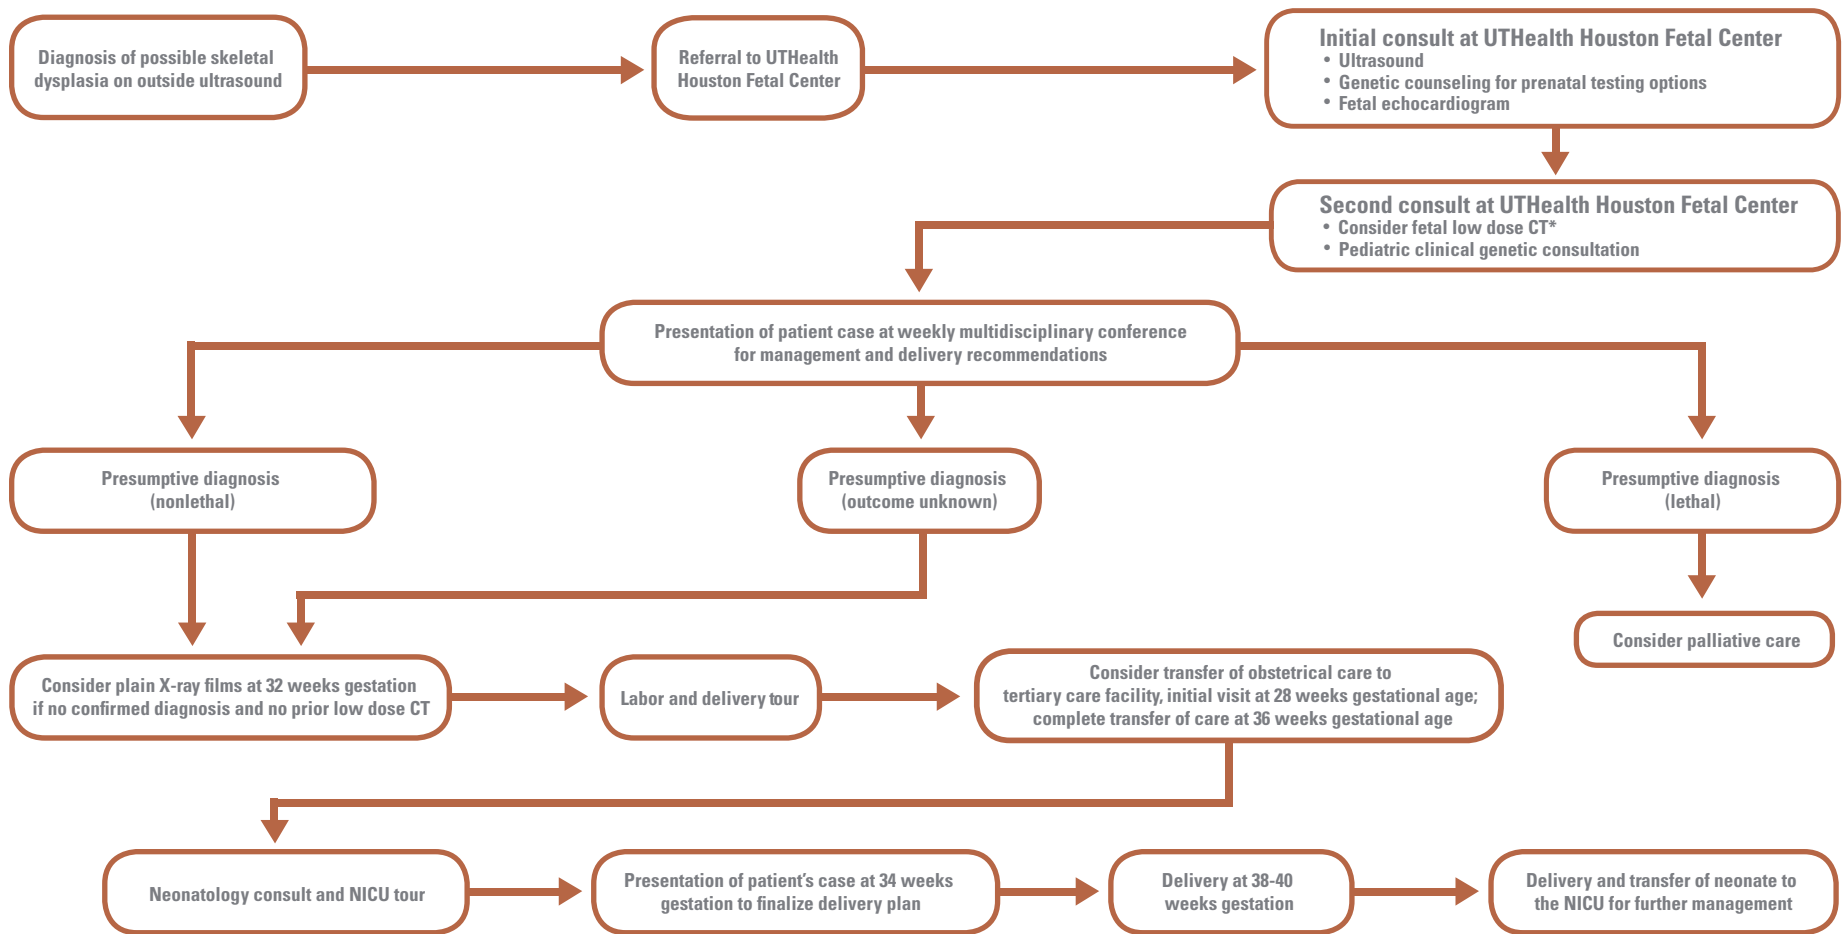 Diagnosis of possible skeletal
dysplasia on outside ultrasound
Referral to UTHealth
Houston Fetal Center
Initial consult at UTHealth Houston Fetal Center
• Ultrasound
• Genetic counseling for prenatal testing options
• Fetal echocardiogram
Second consult at UTHealth Houston Fetal Center
• Consider fetal low dose CT*
• Pediatric clinical genetic consultation
Presentation of patient case at weekly multidisciplinary conference
for management and delivery recommendations
Presumptive diagnosis
(nonlethal)
Presumptive diagnosis
(outcome unknown)
Presumptive diagnosis
(lethal)
Consider palliative care
Consider plain X-ray films at 32 weeks gestation
if no confirmed diagnosis and no prior low dose CT
Labor and delivery tour
Consider transfer of obstetrical care to
tertiary care facility, initial visit at 28 weeks gestational age;
complete transfer of care at 36 weeks gestational age
Neonatology consult and NICU tour
Presentation of patient's case at 34 weeks
gestation to finalize delivery plan
Delivery at 38-40
weeks gestation
Delivery and transfer of neonate to
the NICU for further management